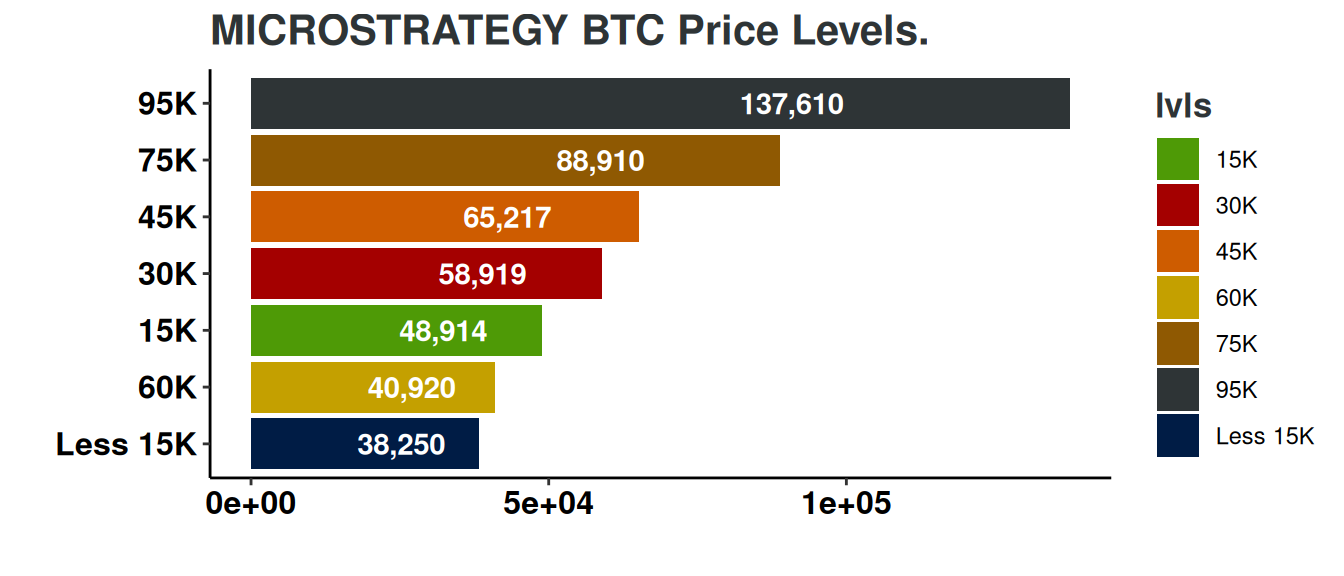 MICROSTRATEGY BTC Price Levels.
95K 137,610
75K 88,910
45K 65,217
30K 58,919
15K 48,914
60K 40,920
Less 15K 38,250
0e+00 5e+04 1e+05
lvls
15K
30K
45K
60K
75K
95K
Less 15K